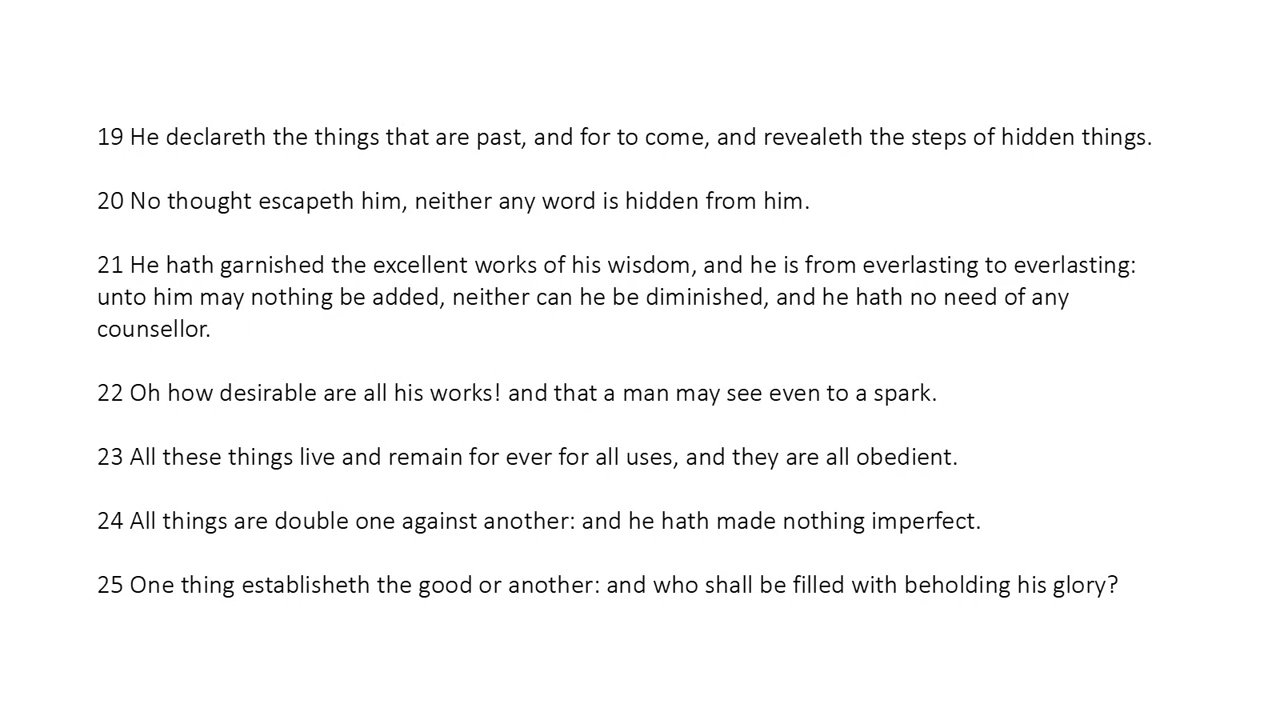 19 He declareth the things that are past, and for to come, and revealeth the steps of hidden things.
20 No thought escapeth him, neither any word is hidden from him.
21 He hath garnished the excellent works of his wisdom, and he is from everlasting to everlasting:
unto him may nothing be added, neither can he be diminished, and he hath no need of any
counsellor.
22 Oh how desirable are all his works! and that a man may see even to a spark.
23 All these things live and remain for ever for all uses, and they are all obedient.
24 All things are double one against another: and he hath made nothing imperfect.
25 One thing establisheth the good or another: and who shall be filled with beholding his glory?